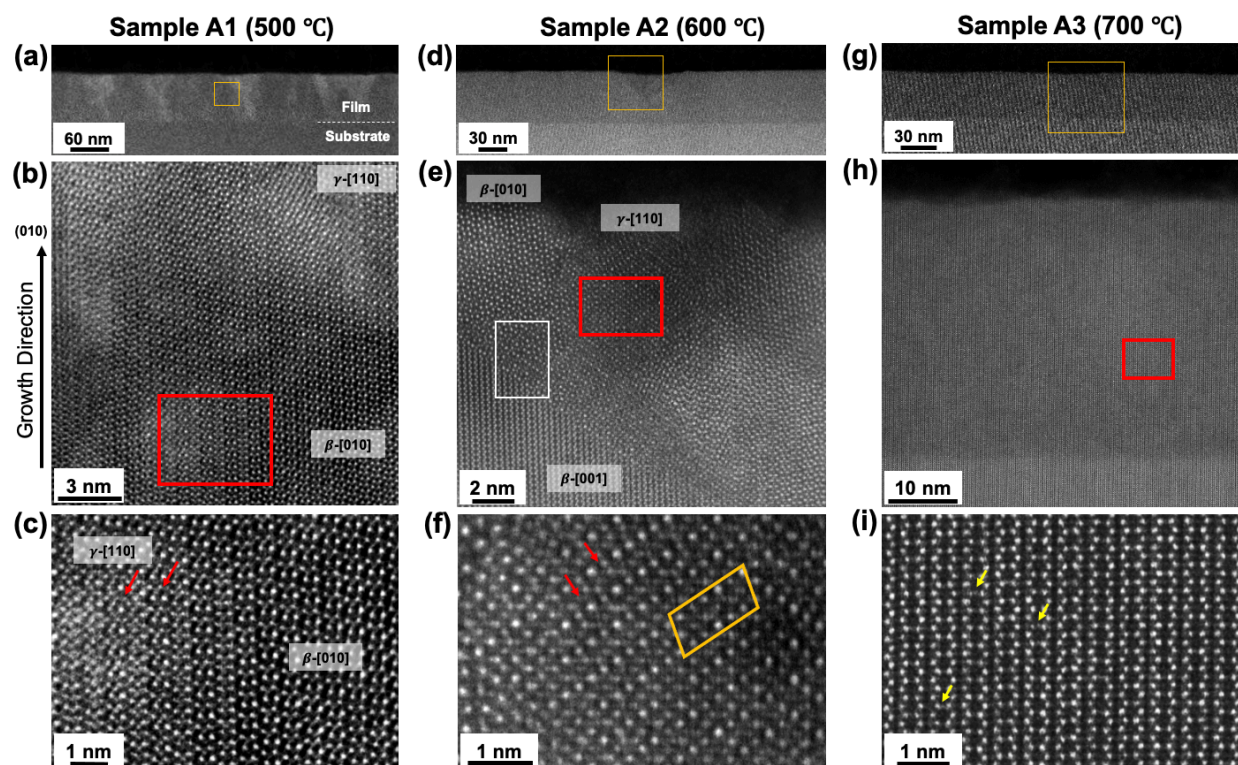 Sample A1 (500 ℃)
Sample A2 (600 ℃)
Sample A3 (700 ℃)
(a)
Film
Substrate
60 nm
(d)
30 nm
(g)
30 nm
(b)
γ-[110]
(010)
Growth Direction
β-[010]
3 nm
(e)
β-[010]
γ-[110]
β-[001]
2 nm
(h)
10 nm
(c)
γ-[110]
β-[010]
1 nm
(f)
1 nm
(i)
1 nm